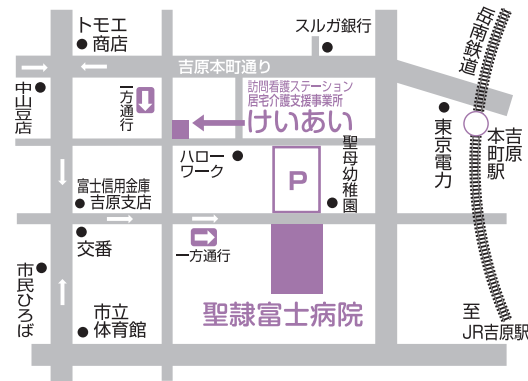 トモエ
商店
スルガ銀行
岳南鉄道
吉原本町通り
中山豆店
一方
通行
訪問看護ステーション
居宅介護支援事業所
けいあい
東京電力
吉原
本町駅
ハロー
ワーク
P
聖母幼稚園
富士信用金庫
吉原支店
交番
一方通行
市民ひろば
市立
体育館
聖隷富士病院
至
JR吉原駅